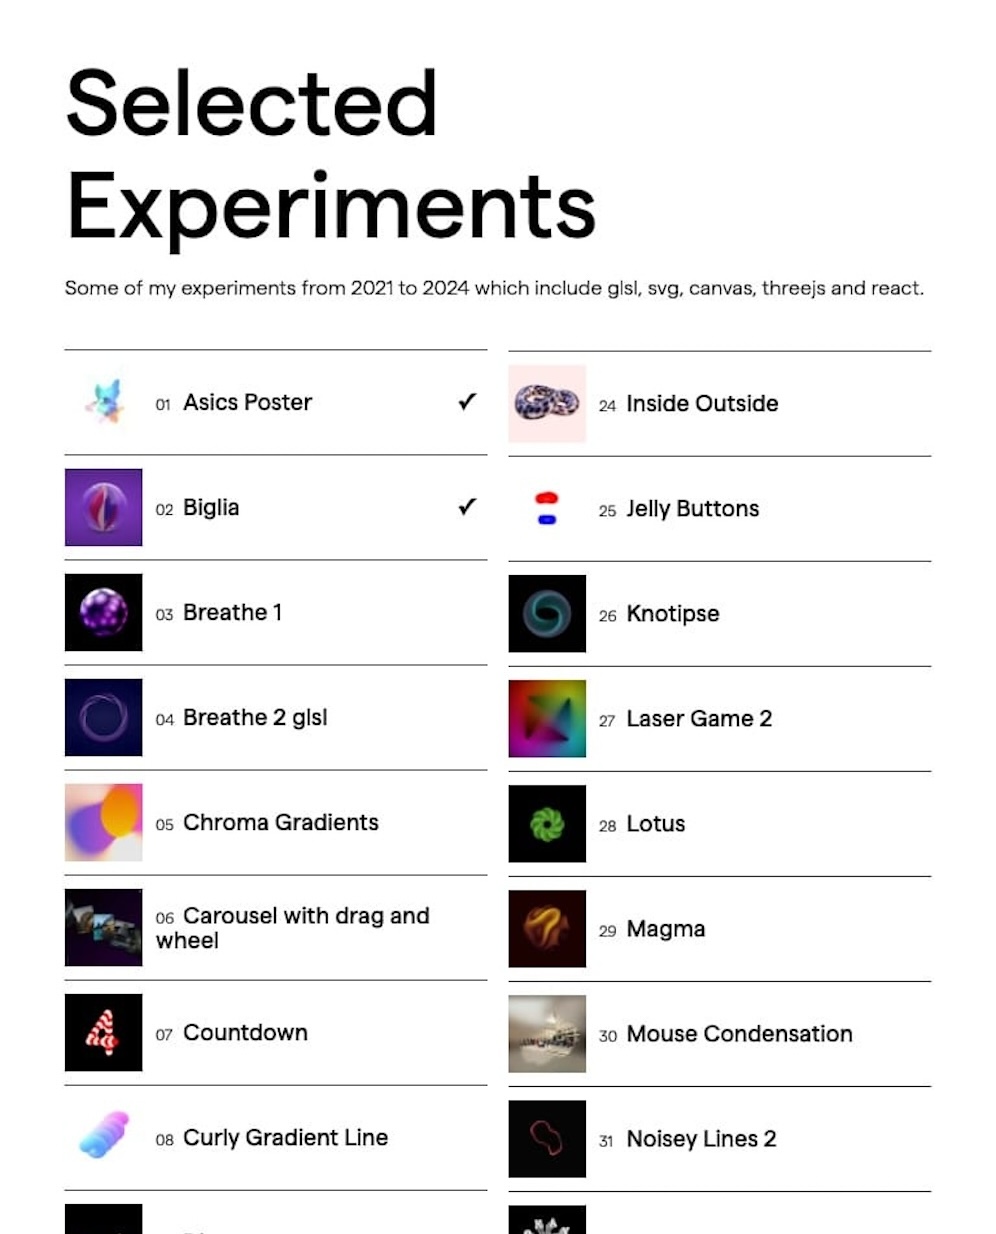 Selected
Experiments
Some of my experiments from 2021 to 2024 which include glsl, svg, canvas, threejs and react.
01 Asics Poster ✔
02 Biglia ✔
03 Breathe 1
04 Breathe 2 glsl
05 Chroma Gradients
06 Carousel with drag and
wheel
07 Countdown
4
08 Curly Gradient Line
24 Inside Outside
25 Jelly Buttons
26 Knotipse
27 Laser Game 2
28 Lotus
29 Magma
30 Mouse Condensation
31 Noisey Lines 2